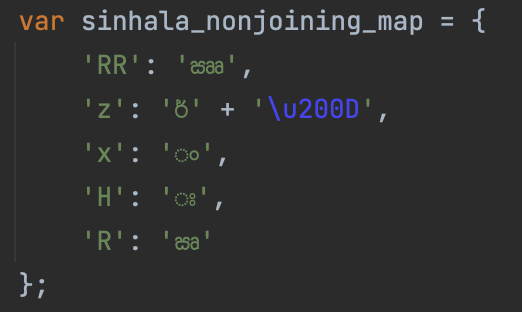 var sinhala_nonjoining_map = {
'RR': 'ඎ',
'z': 'ර්' + '\u200D',
'x': 'ං',
'H': 'ඃ',
'R': 'ඍ'
};